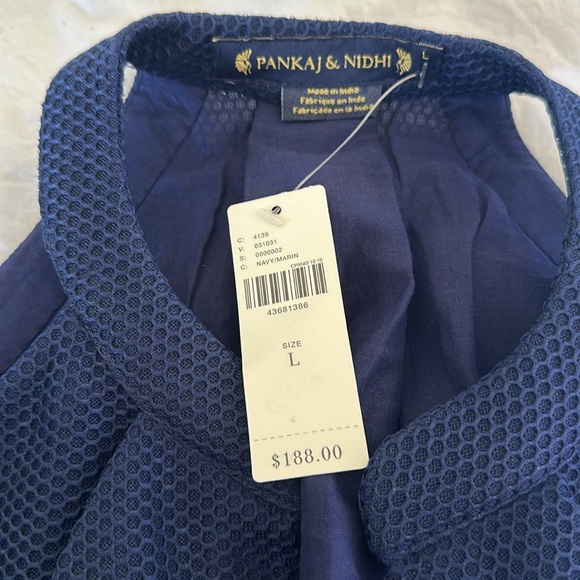 PANKAJ & NIDHI
L
Made in India
Fabriqué en Inde
Fabricado en la India
C: 4139
V: 031031
S: 0000002
C: NAVY/MARIN
43681386
SIZE
L
$188.00